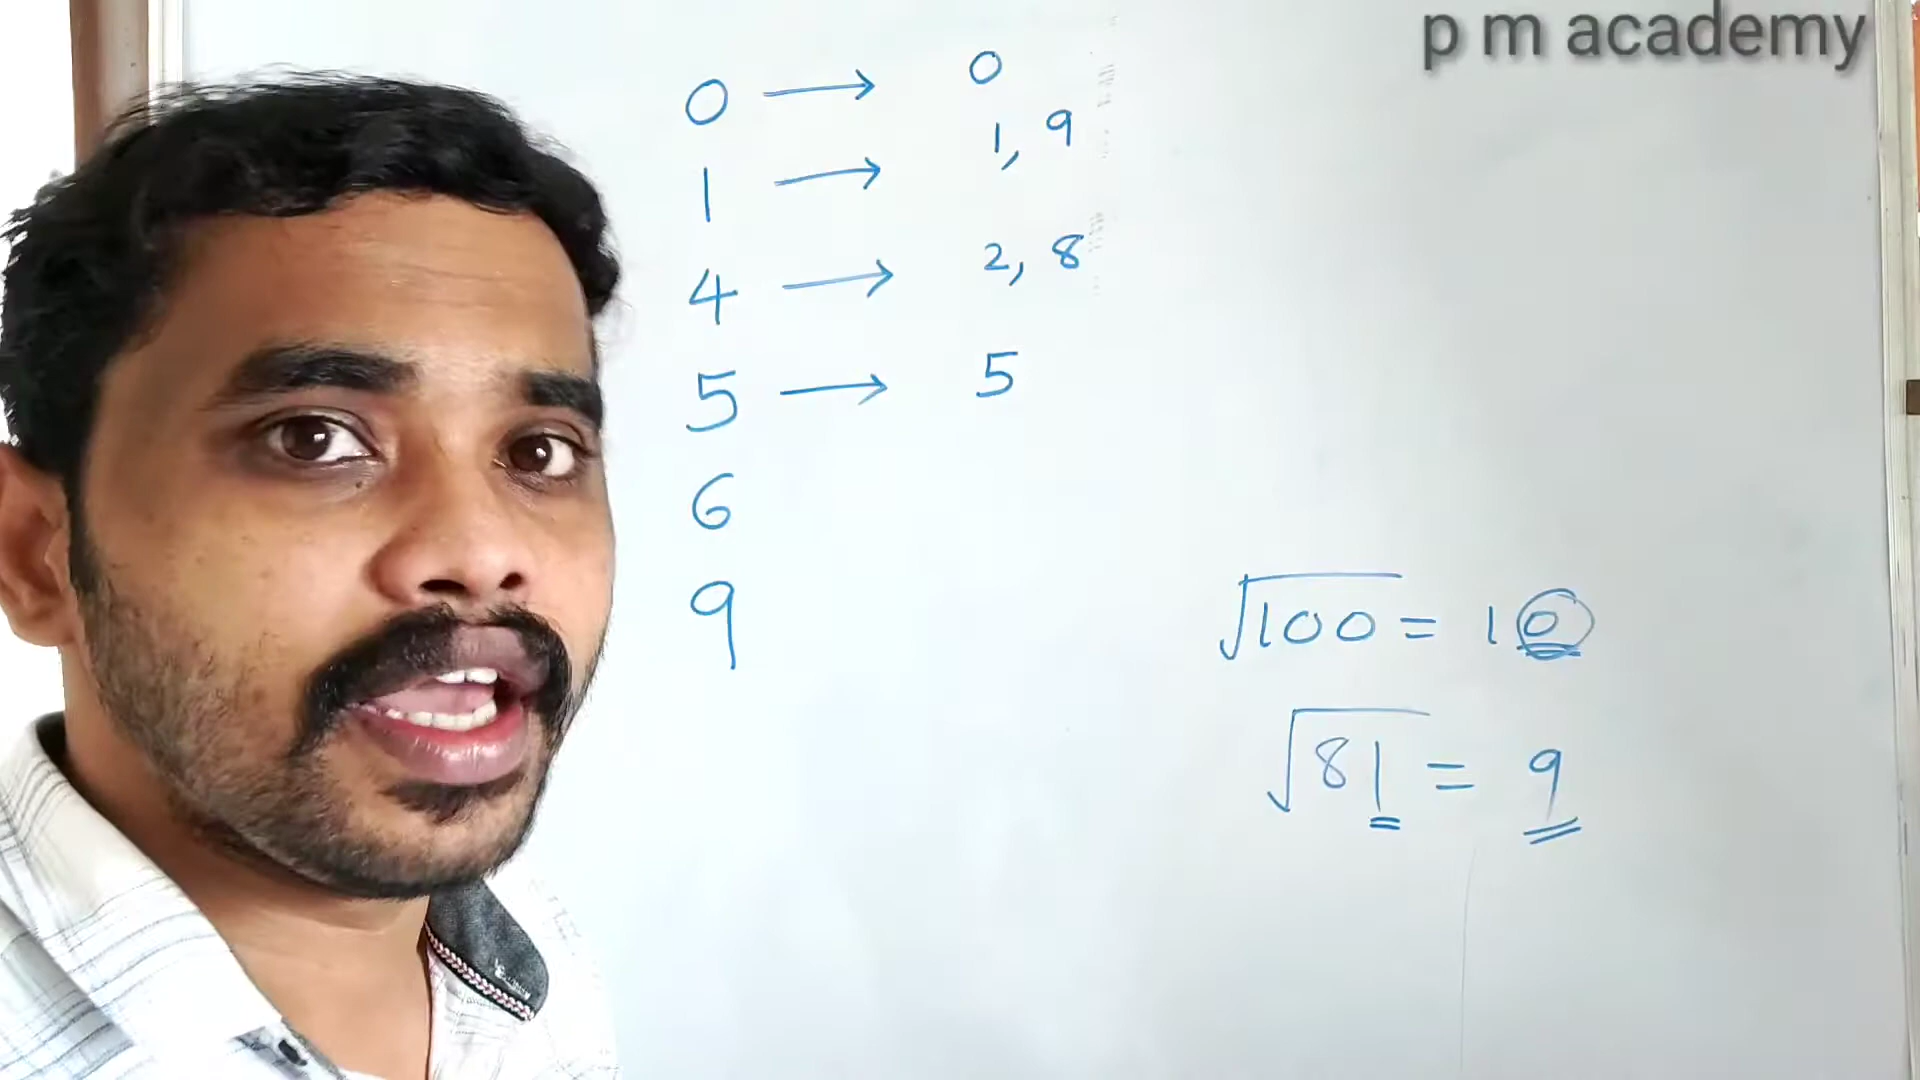 p m academy
0 → 0
1 → 1, 9
4 → 2, 8
5 → 5
6
9
√100 = 10
√81 = 9